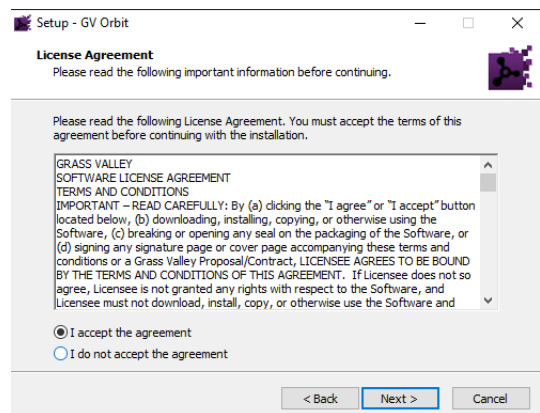 Setup - GV Orbit
License Agreement
Please read the following important information before continuing.
Please read the following License Agreement. You must accept the terms of this
agreement before continuing with the installation.
GRASS VALLEY
SOFTWARE LICENSE AGREEMENT
TERMS AND CONDITIONS
IMPORTANT – READ CAREFULLY: By (a) clicking the "I agree" or "I accept" button
located below, (b) downloading, installing, copying, or otherwise using the
Software, (c) breaking or opening any seal on the packaging of the Software, or
(d) signing any signature page or cover page accompanying these terms and
conditions or a Grass Valley Proposal/Contract, LICENSEE AGREES TO BE BOUND
BY THE TERMS AND CONDITIONS OF THIS AGREEMENT. If Licensee does not so
agree, Licensee is not granted any rights with respect to the Software, and
Licensee must not download, install, copy, or otherwise use the Software and
I accept the agreement
I do not accept the agreement
< Back Next > Cancel